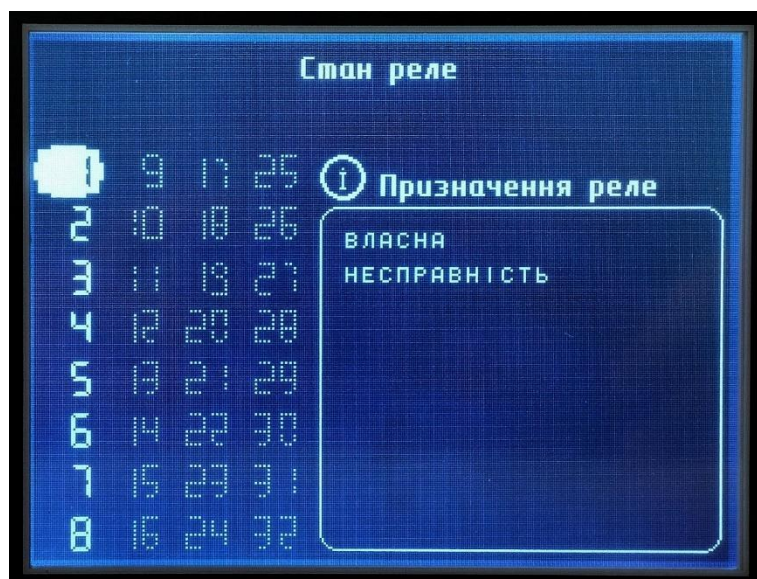 Стан реле
1 9 17 25
2 10 18 26
3 11 19 27
4 12 20 28
5 13 21 29
6 14 22 30
7 15 23 31
8 16 24 32
i Призначення реле
ВЛАСНА
НЕСПРАВНІСТЬ